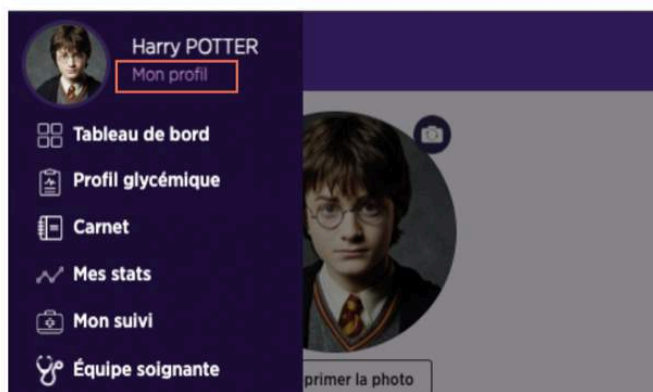 Harry POTTER
Mon profil
Tableau de bord
Profil glycémique
Carnet
Mes stats
Mon suivi
Équipe soignante
primer la photo